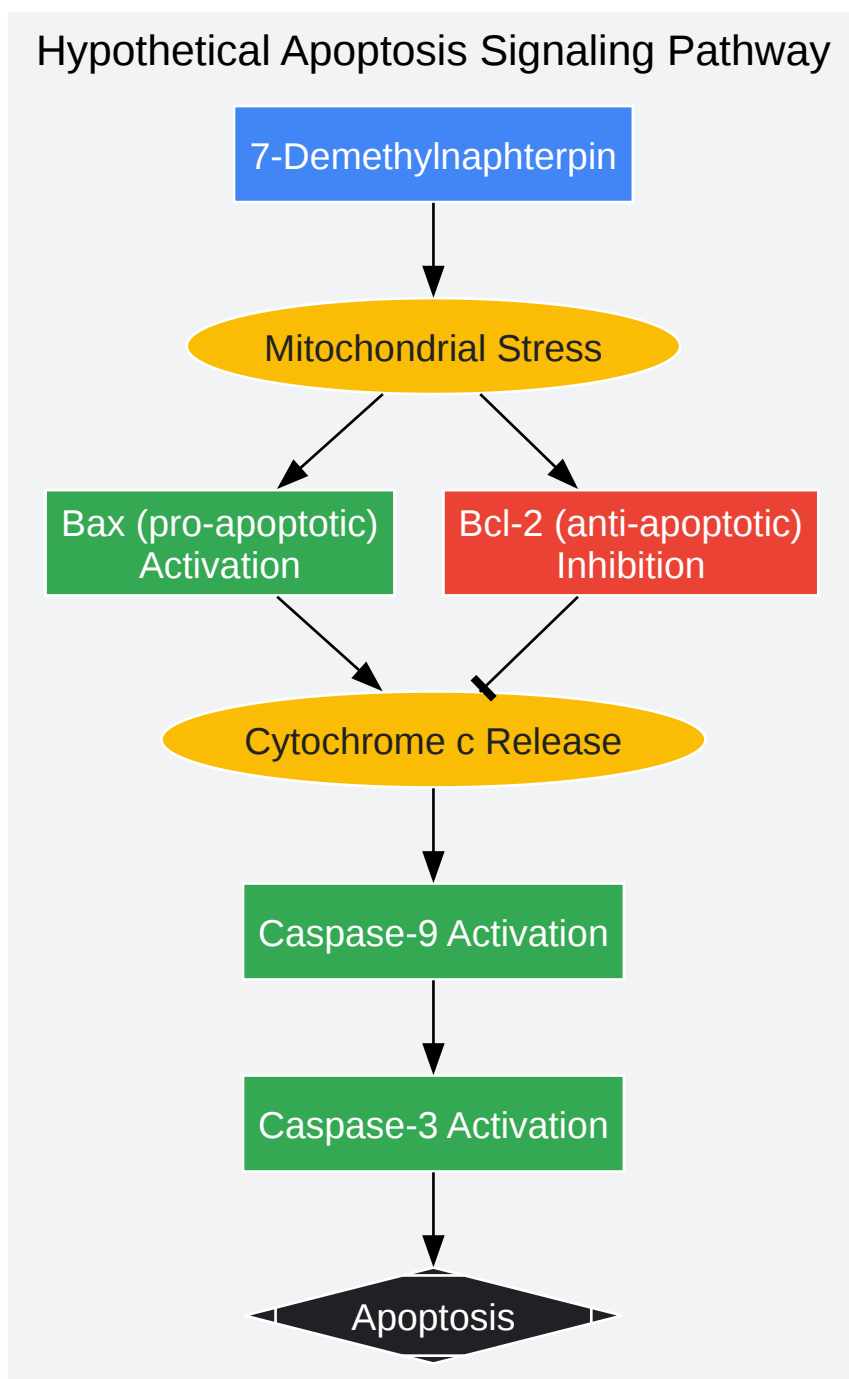 Hypothetical Apoptosis Signaling Pathway
7-Demethylnaphterpin
Mitochondrial Stress
Bax (pro-apoptotic)
Activation
Bcl-2 (anti-apoptotic)
Inhibition
Cytochrome c Release
Caspase-9 Activation
Caspase-3 Activation
Apoptosis